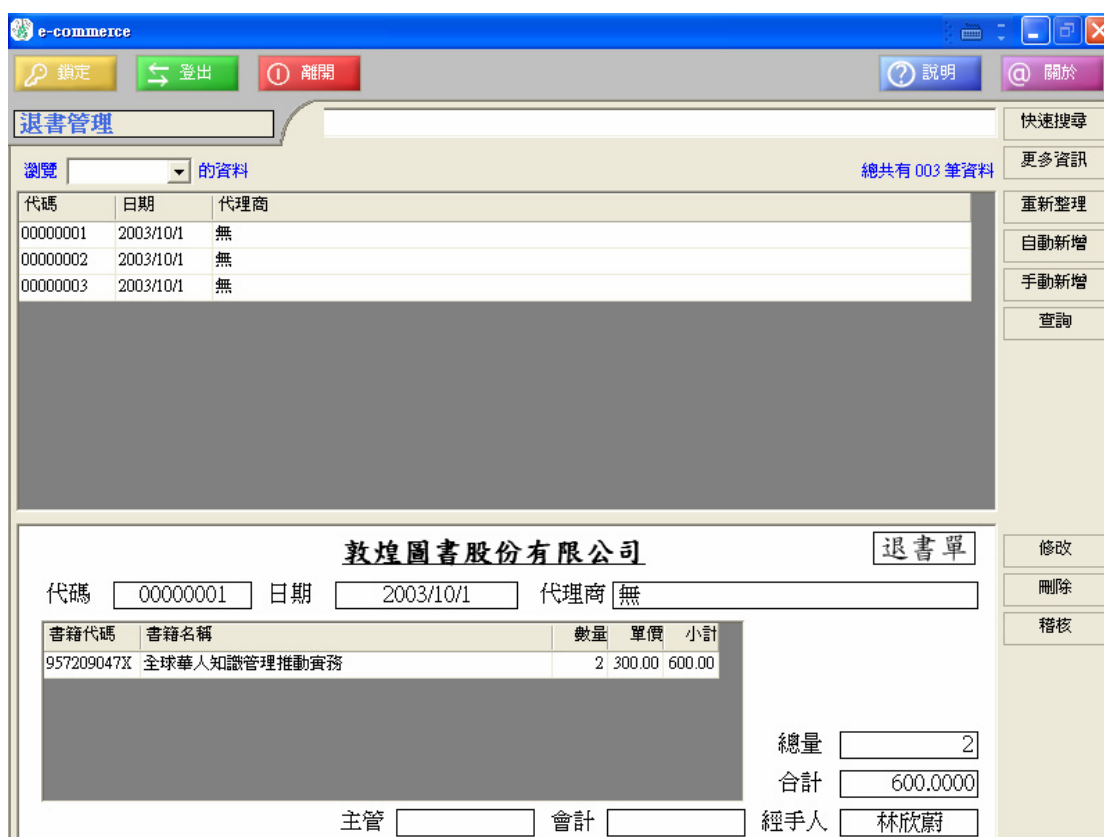 e-commerce
鎖定 登出 離開 說明 @ 關於
退書管理 快速搜尋
瀏覽 的資料 總共有 003 筆資料 更多資訊
代碼 日期 代理商 重新整理
00000001 2003/10/1 無
自動新增
00000002 2003/10/1 無
00000003 2003/10/1 無 手動新增
查詢
敦煌圖書股份有限公司 退書單 修改
代碼 00000001 日期 2003/10/1 代理商 無 刪除
書籍代碼 書籍名稱 數量 單價 小計 稽核
957209047X 全球華人知識管理推動實務 2 300.00 600.00
總量 2
合計 600.0000
主管 會計 經手人 林欣蔚